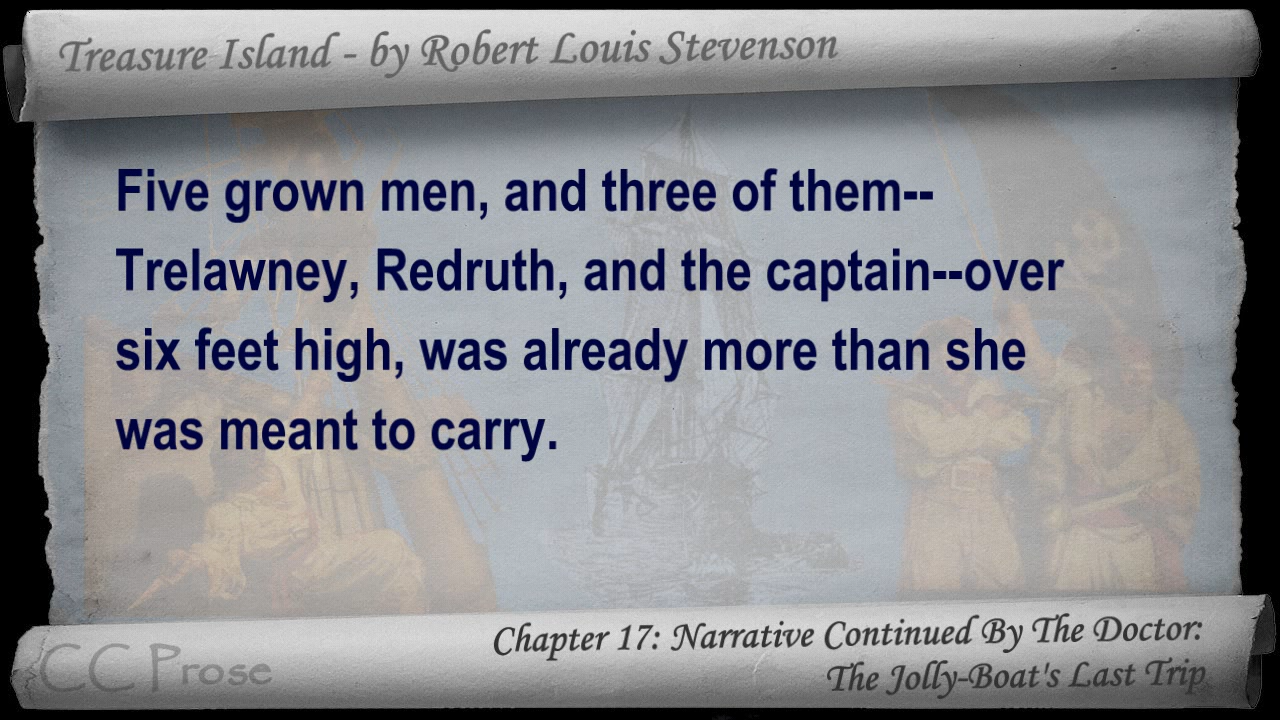 Treasure Island - by Robert Louis Stevenson
Five grown men, and three of them--
Trelawney, Redruth, and the captain--over
six feet high, was already more than she
was meant to carry.
Chapter 17: Narrative Continued By The Doctor:
The Jolly-Boat's Last Trip
CC Prose